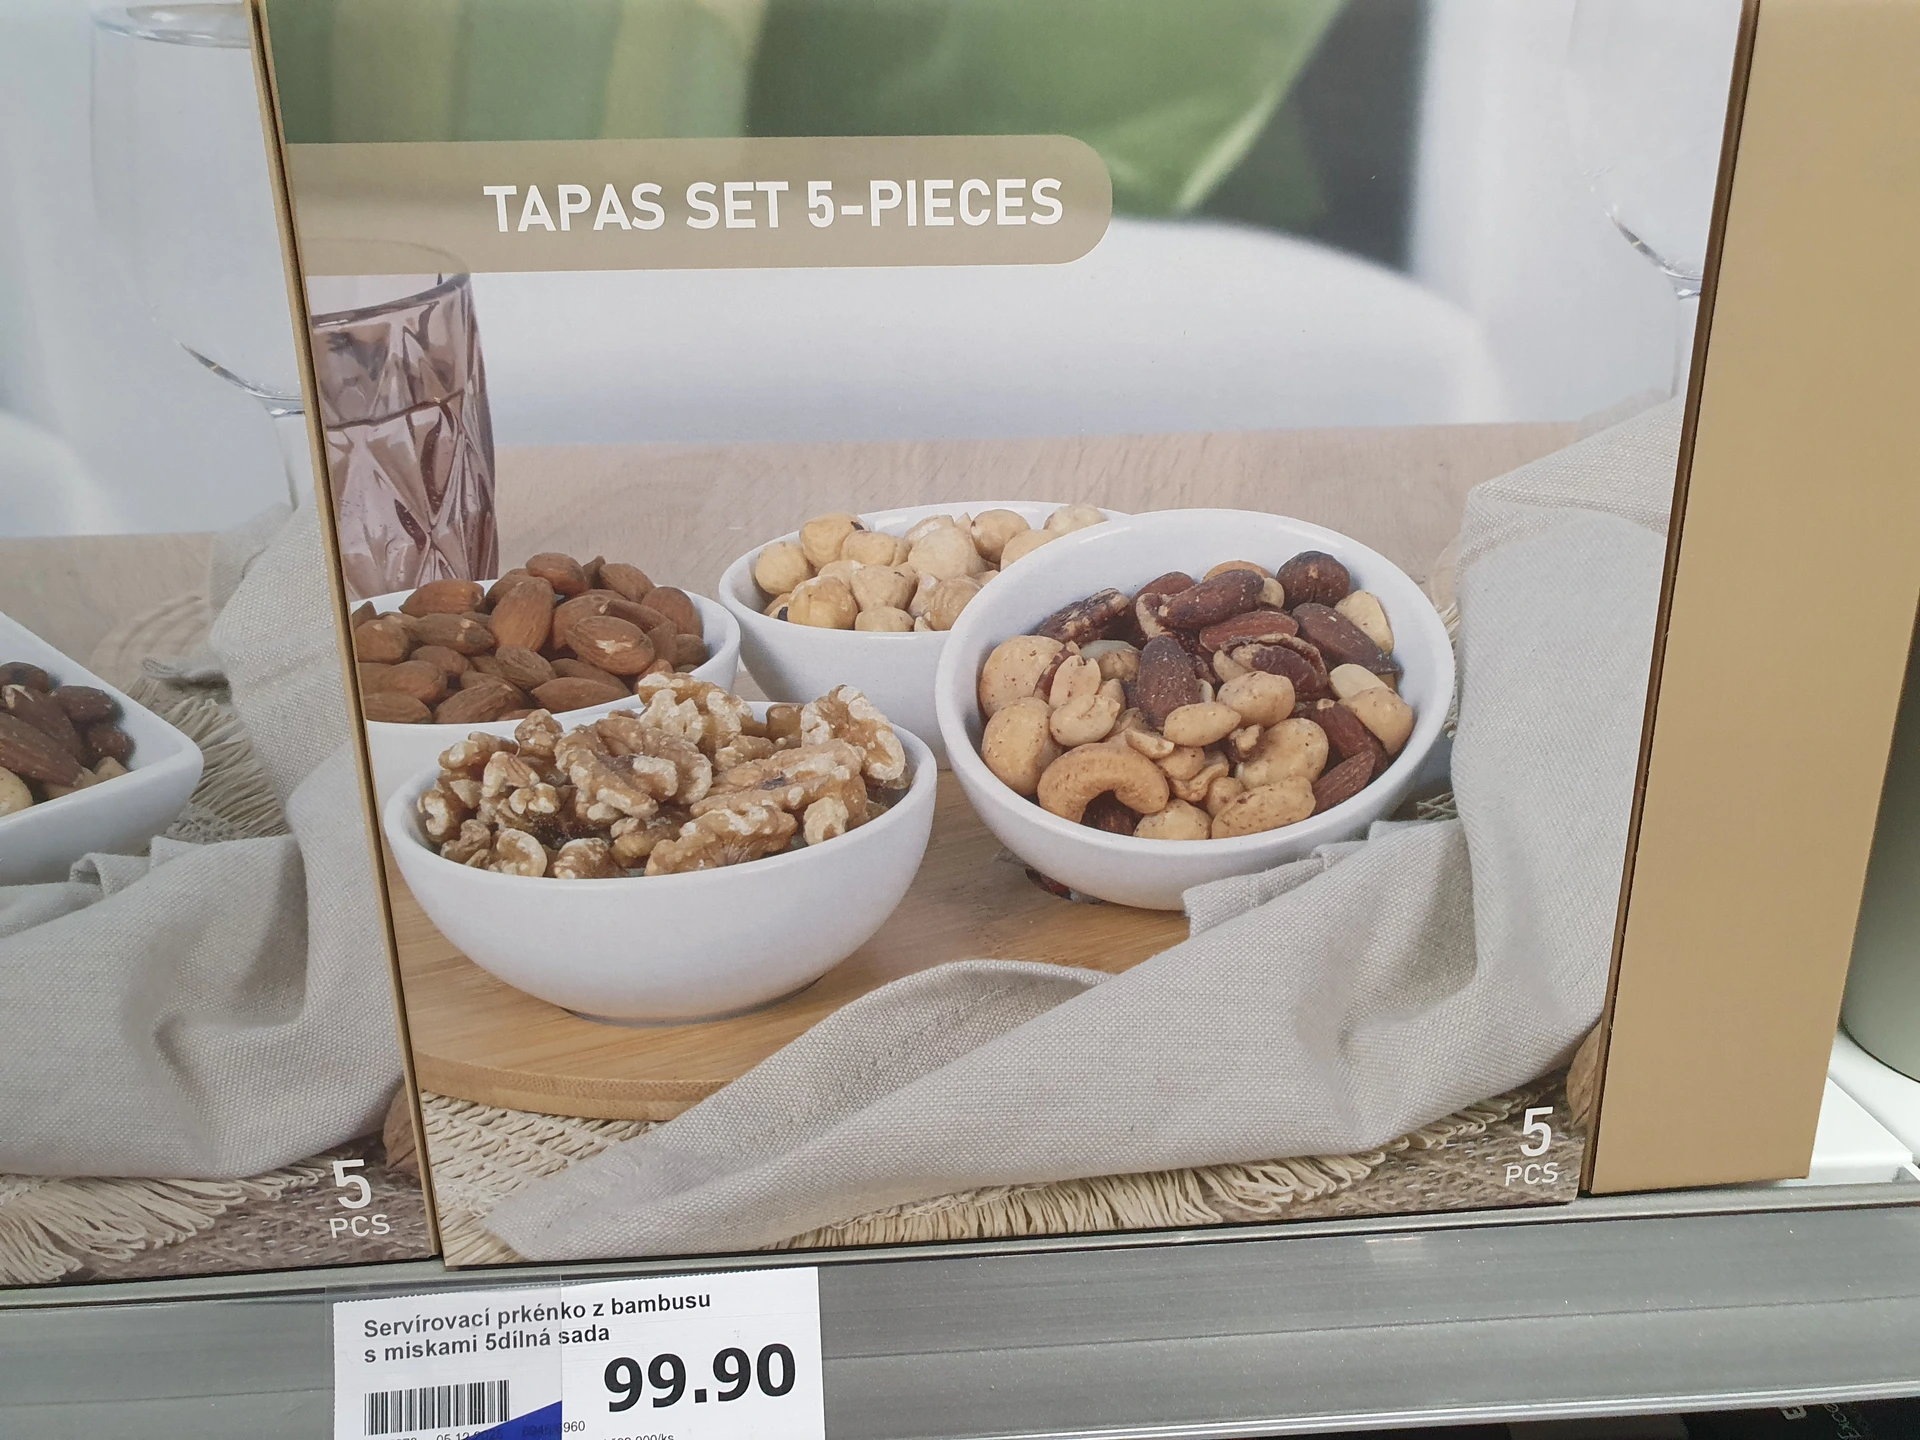 TAPAS SET 5-PIECES
5
PCS
5
PCS
Servírovací prkénko z bambusu
s miskami 5dílná sada
99.90